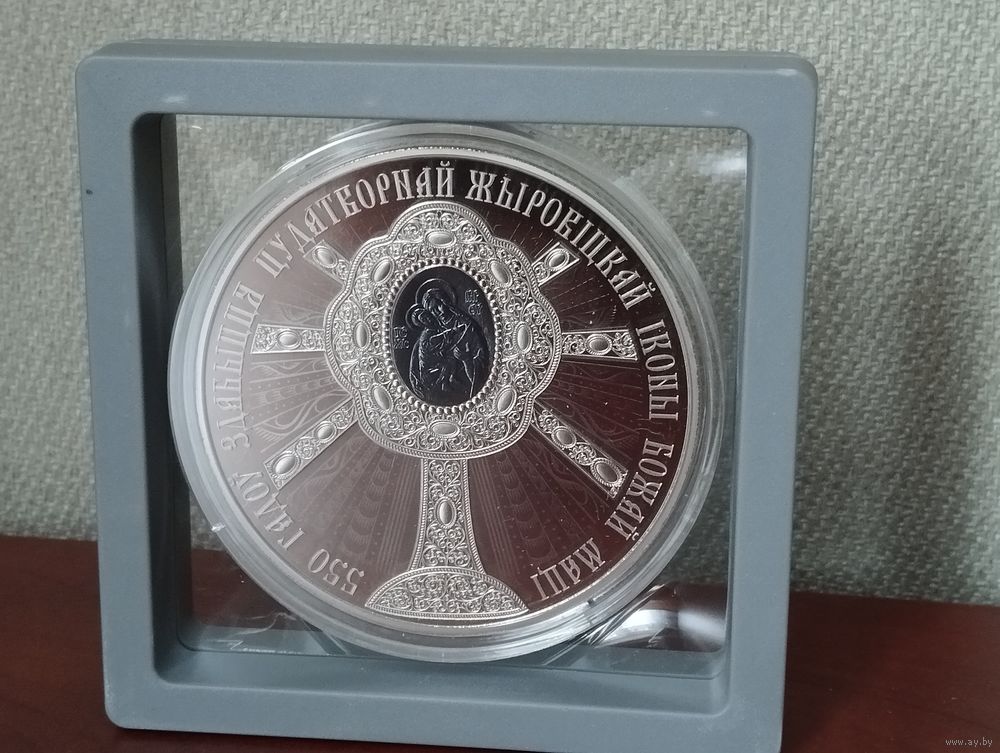 550 ГАДОЎ ЗДАБЫЦЦЯ ЦУДАТВОРНАЙ ЖЫРОВІЦКАЙ ІКОНЫ БОЖАЙ МАЦІ
www.ay.by